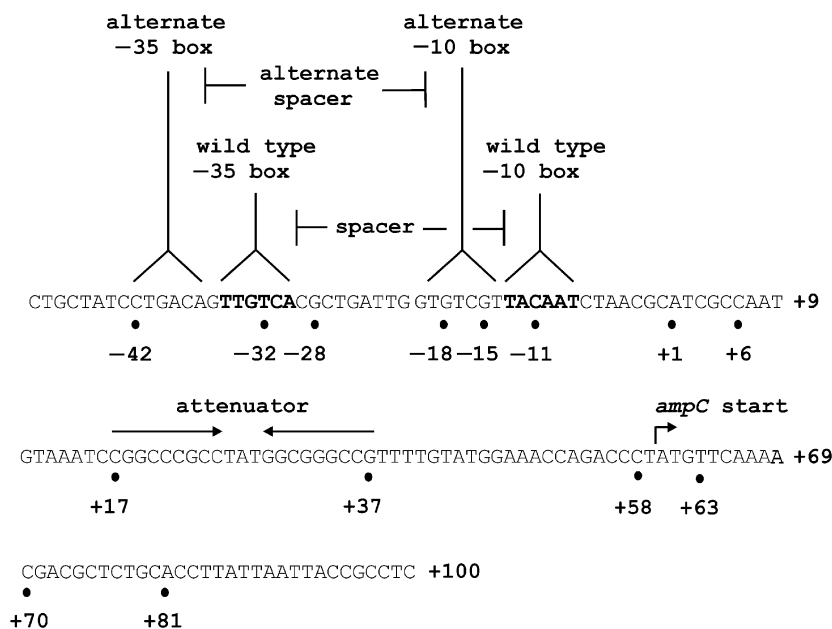 alternate
−35 box
alternate
−10 box
alternate
spacer
wild type
−35 box
wild type
−10 box
spacer
CTGCTATCCTGACAGTTGTCACGCTGATTGGTGTCGTTACAATCTAACGCATCGCCAAT +9
−42 −32 −28 −18 −15 −11 +1 +6
attenuator ampC start
GTAAATCCGGCCCGCCTATGGCGGGCCGTTTTGTATGGAAACCAGACCCTATGTTCAAAA +69
+17 +37 +58 +63
CGACGCTCTGCACCTTATTAATTACCGCCTC +100
+70 +81